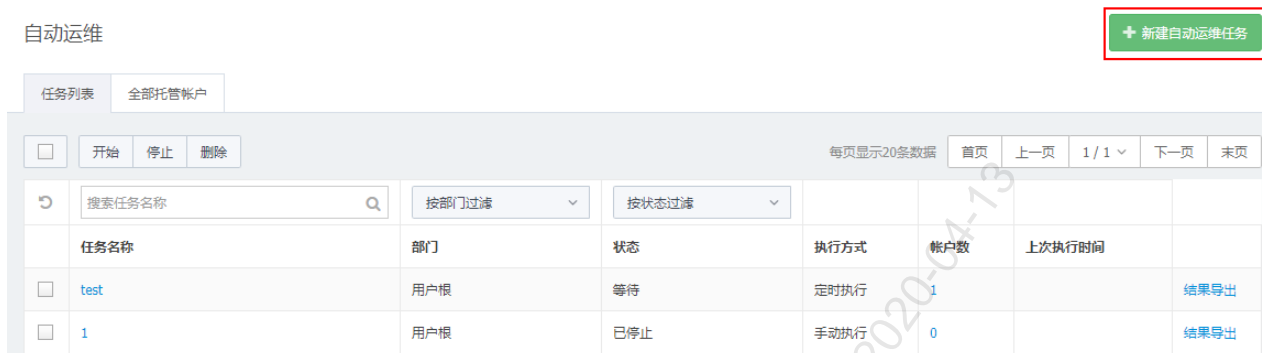 自动运维
+ 新建自动运维任务
任务列表 全部托管帐户
开始 停止 删除 每页显示20条数据 首页 上一页 1 / 1 下一页 末页
搜索任务名称 按部门过滤 按状态过滤
任务名称 部门 状态 执行方式 帐户数 上次执行时间
test 用户根 等待 定时执行 1 结果导出
1 用户根 已停止 手动执行 0 结果导出
2020-04-13